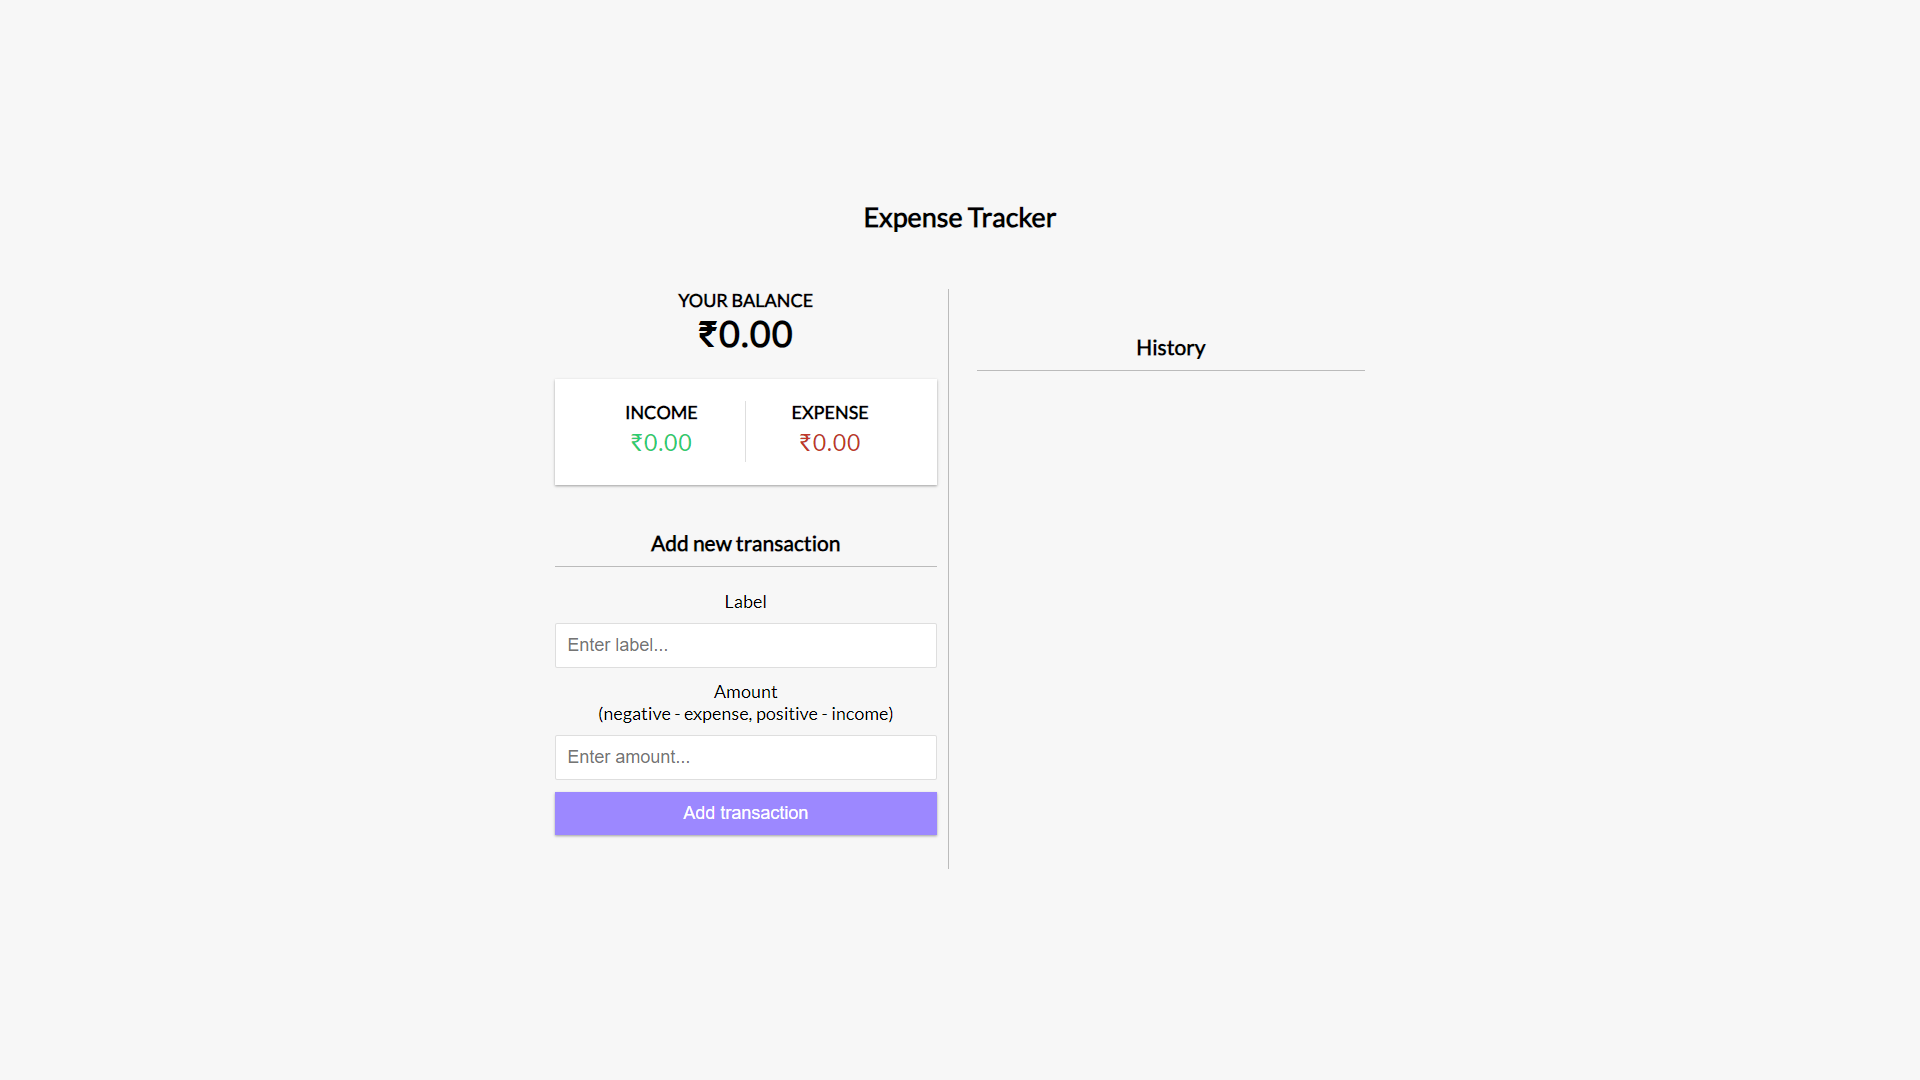 Expense Tracker
YOUR BALANCE
₹0.00
INCOME
₹0.00
EXPENSE
₹0.00
Add new transaction
Label
Enter label...
Amount
(negative - expense, positive - income)
Enter amount...
Add transaction
History